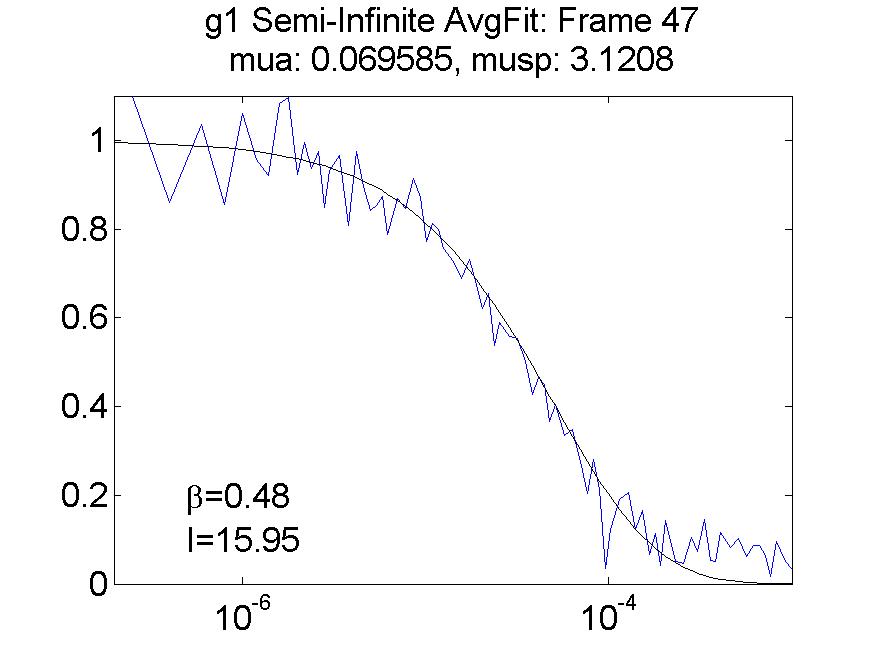 g1 Semi-Infinite AvgFit: Frame 47
mua: 0.069585, musp: 3.1208
1
0.8
0.6
0.4
0.2
0
β=0.48
I=15.95
10^-6
10^-4